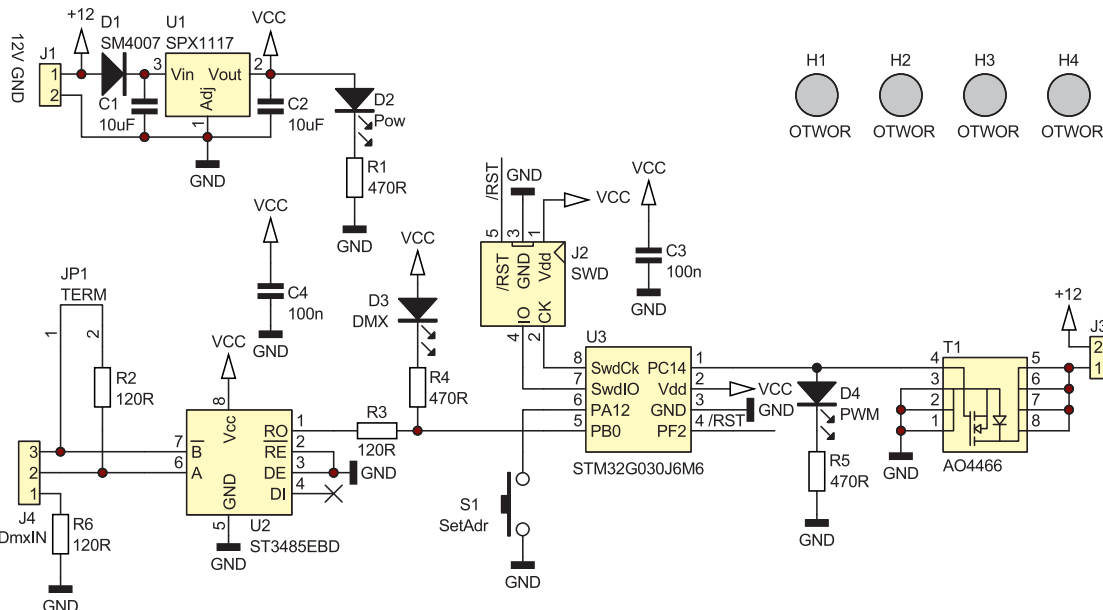 +12
D1
SM4007
U1
SPX1117
VCC
12V GND
J1
1
2
3
Vin
Vout
2
Adj
1
C1
10uF
C2
10uF
D2
Pow
R1
470R
GND
GND
H1
OTWOR
H2
OTWOR
H3
OTWOR
H4
OTWOR
VCC
C4
100n
GND
VCC
D3
DMX
R4
470R
/RST
GND
VCC
5
3
1
/RST
GND
Vdd
IO
CK
4
2
J2
SWD
VCC
C3
100n
GND
JP1
TERM
1
2
R2
120R
VCC
8
Vcc
7
B
6
A
GND
5
RO
1
RE
2
DE
3
DI
4
U2
ST3485EBD
GND
GND
R3
120R
3
2
1
J4
DmxIN
R6
120R
GND
S1
SetAdr
GND
U3
8
SwdCk
7
SwdIO
6
PA12
5
PB0
PC14
1
Vdd
2
GND
3
PF2
4
/RST
VCC
GND
STM32G030J6M6
D4
PWM
R5
470R
GND
T1
4
3
2
1
5
6
7
8
AO4466
GND
+12
J3
2
1